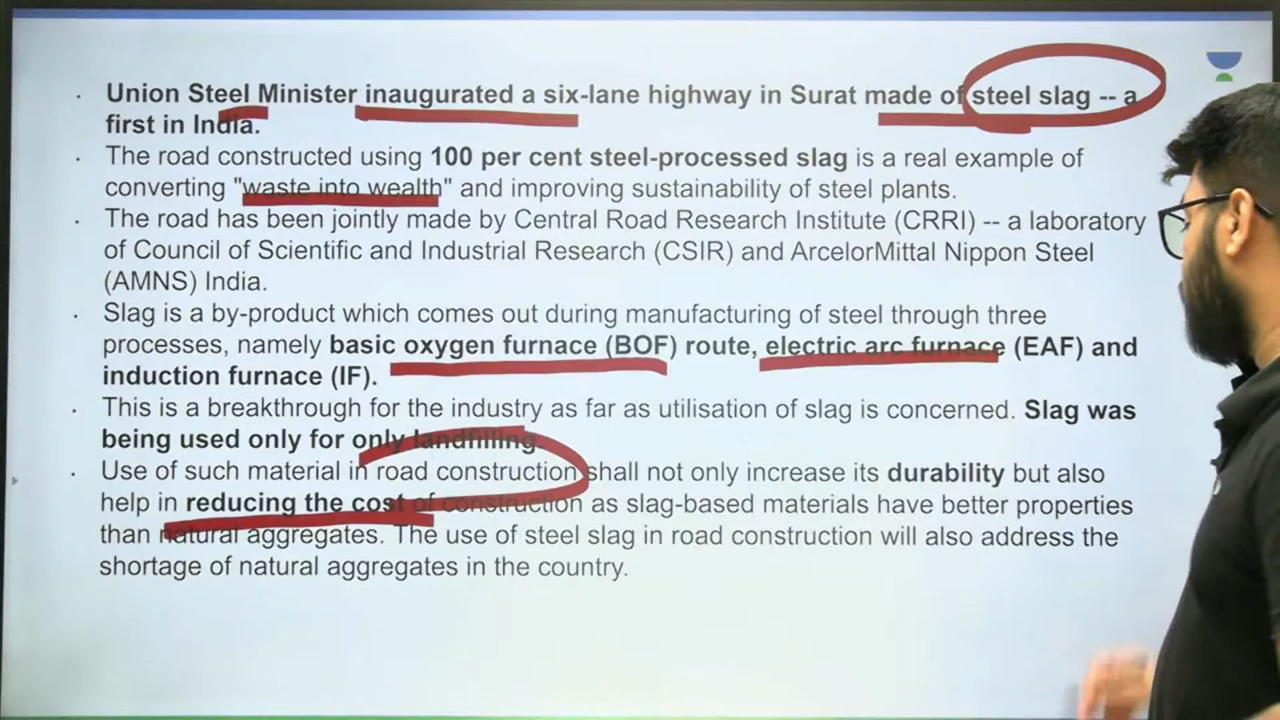 · Union Steel Minister inaugurated a six-lane highway in Surat made of steel slag -- a
first in India.
· The road constructed using 100 per cent steel-processed slag is a real example of
converting "waste into wealth" and improving sustainability of steel plants.
· The road has been jointly made by Central Road Research Institute (CRRI) -- a laboratory
of Council of Scientific and Industrial Research (CSIR) and ArcelorMittal Nippon Steel
(AMNS) India.
· Slag is a by-product which comes out during manufacturing of steel through three
processes, namely basic oxygen furnace (BOF) route, electric arc furnace (EAF) and
induction furnace (IF).
· This is a breakthrough for the industry as far as utilisation of slag is concerned. Slag was
being used only for only landfilling.
· Use of such material in road construction shall not only increase its durability but also
help in reducing the cost of construction as slag-based materials have better properties
than natural aggregates. The use of steel slag in road construction will also address the
shortage of natural aggregates in the country.